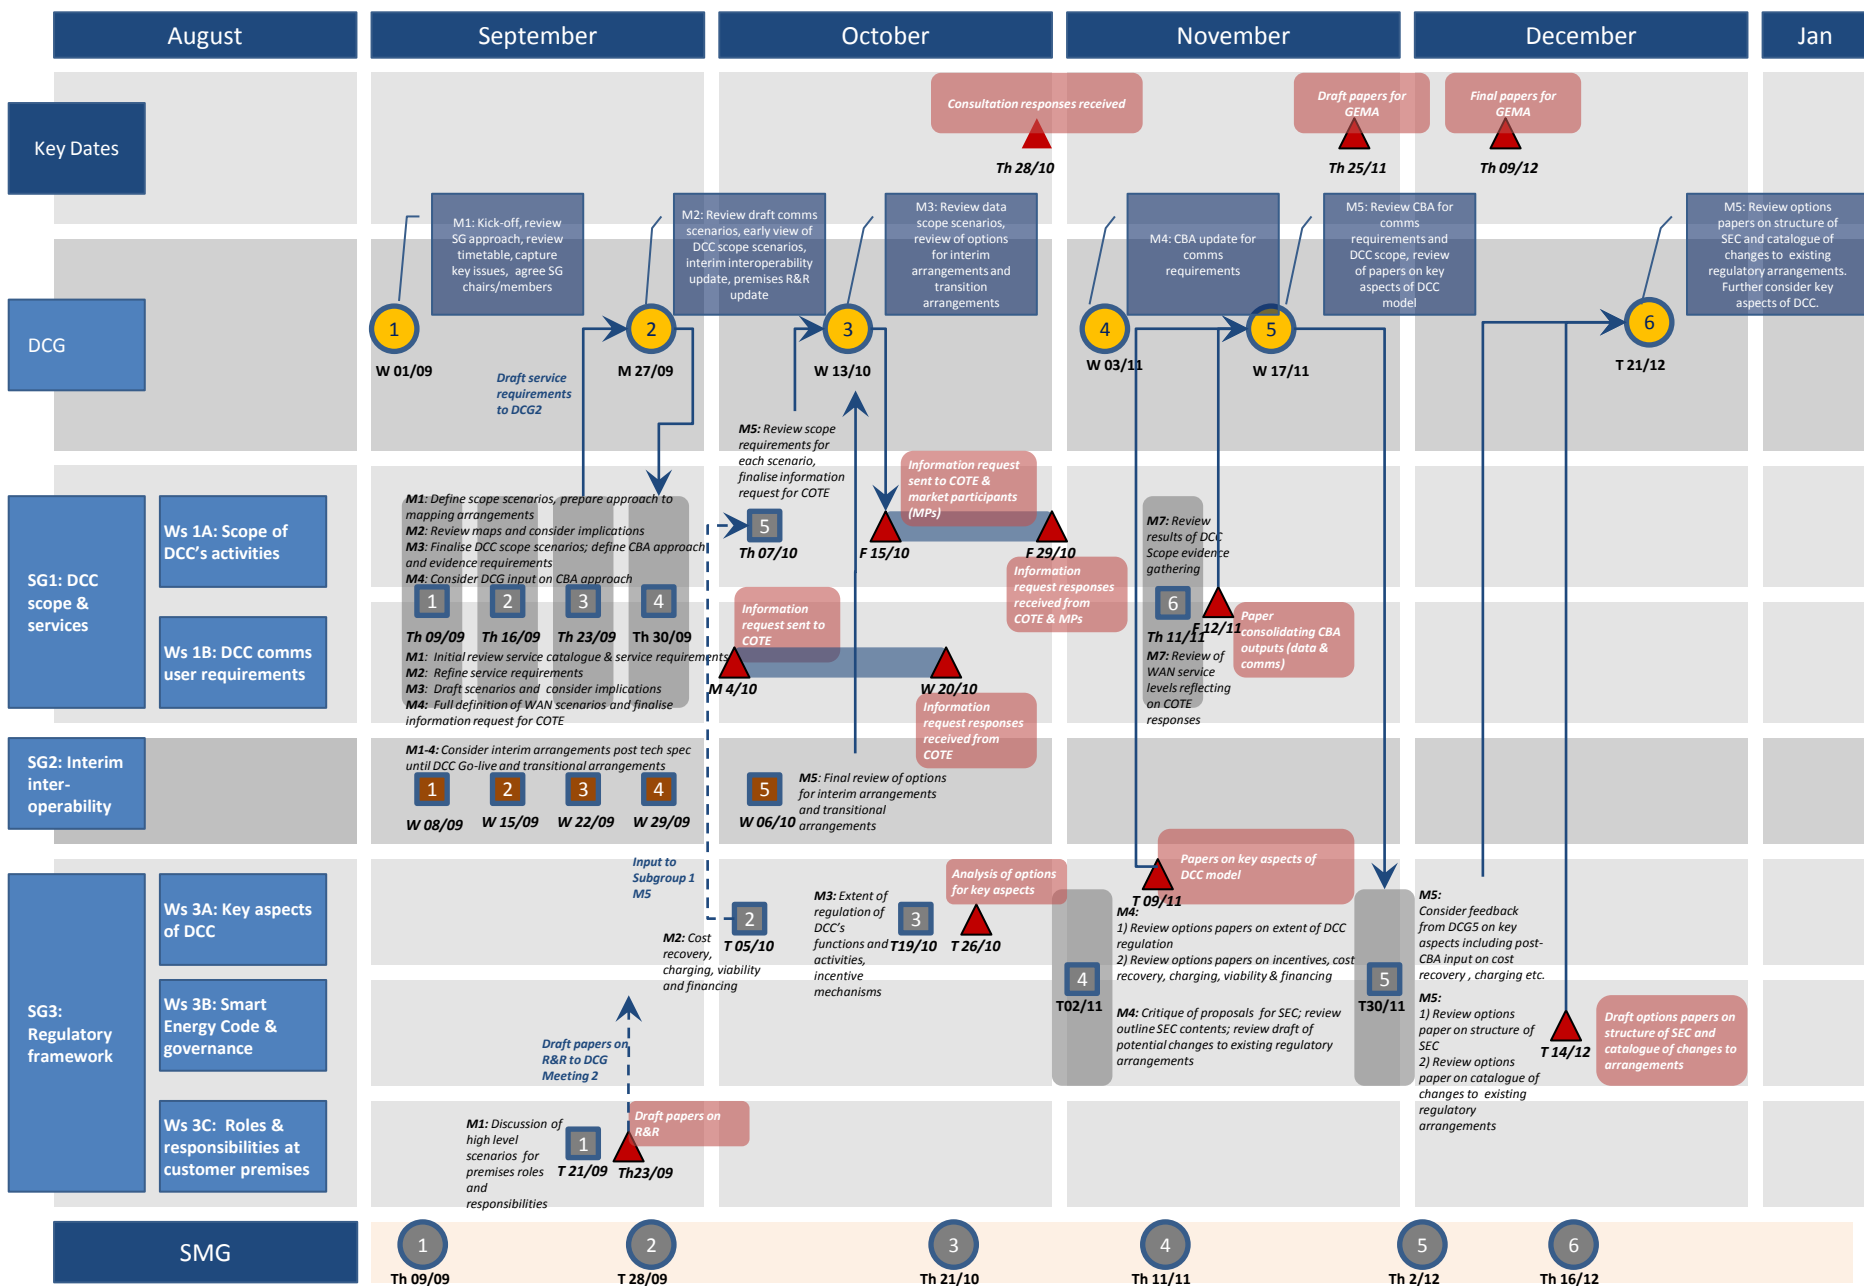 August
September
October
November
December
Jan
Key Dates
Consultation responses received
Th 28/10
Draft papers for
GEMA
Th 25/11
Final papers for
GEMA
Th 09/12
DCG
M1: Kick-off, review
SG approach, review
timetable, capture
key issues, agree SG
chairs/members
1
W 01/09
M2: Review draft comms
scenarios, early view of
DCC scope scenarios,
interim interoperability
update, premises R&R
update
2
M 27/09
M3: Review data
scope scenarios,
review of options
for interim
arrangements and
transition
arrangements
3
W 13/10
M4: CBA update for
comms
requirements
4
W 03/11
M5: Review CBA for
comms
requirements and
DCC scope, review
of papers on key
aspects of DCC
model
5
W 17/11
M5: Review options
papers on structure of
SEC and catalogue of
changes to existing
regulatory arrangements.
Further consider key
aspects of DCC.
6
T 21/12
Draft service
requirements
to DCG2
SG1: DCC
scope &
services
Ws 1A: Scope of
DCC's activities
Ws 1B: DCC comms
user requirements
M1: Define scope scenarios, prepare approach to
mapping arrangements
M2: Review maps and consider implications
M3: Finalise DCC scope scenarios; define CBA approach
and evidence requirements
M4: Consider DCG input on CBA approach
1
2
3
4
Th 09/09
Th 16/09
Th 23/09
Th 30/09
M1: Initial review service catalogue & service requirements
M2: Refine service requirements
M3: Draft scenarios and consider implications
M4: Full definition of WAN scenarios and finalise
information request for COTE
M5: Review scope
requirements for
each scenario,
finalise information
request for COTE
5
Th 07/10
Information request
sent to COTE &
market participants
(MPs)
F 15/10
F 29/10
Information
request responses
received from
COTE & MPs
Information
request sent to
COTE
M 4/10
W 20/10
Information
request responses
received from
COTE
M7: Review
results of DCC
Scope evidence
gathering
6
Th 11/11
F 12/11
Paper
consolidating CBA
outputs (data &
comms)
M7: Review of
WAN service
levels reflecting
on COTE
responses
SG2: Interim
inter-
operability
M1-4: Consider interim arrangements post tech spec
until DCC Go-live and transitional arrangements
1
2
3
4
W 08/09
W 15/09
W 22/09
W 29/09
5
W 06/10
M5: Final review of options
for interim arrangements
and transitional
arrangements
SG3:
Regulatory
framework
Ws 3A: Key aspects
of DCC
Ws 3B: Smart
Energy Code &
governance
Ws 3C: Roles &
responsibilities at
customer premises
Input to
Subgroup 1
M5
2
T 05/10
M2: Cost
recovery,
charging, viability
and financing
M3: Extent of
regulation of
DCC's
functions and
activities,
incentive
mechanisms
3
T19/10
Analysis of options
for key aspects
T 26/10
4
T02/11
Papers on key aspects of
DCC model
T 09/11
M4:
1) Review options papers on extent of DCC
regulation
2) Review options papers on incentives, cost
recovery, charging, viability & financing
M4: Critique of proposals for SEC; review
outline SEC contents; review draft of
potential changes to existing regulatory
arrangements
5
T30/11
M5:
Consider feedback
from DCG5 on key
aspects including post-
CBA input on cost
recovery , charging etc.
M5:
1) Review options
paper on structure of
SEC
2) Review options
paper on catalogue of
changes to existing
regulatory
arrangements
T 14/12
Draft options papers on
structure of SEC and
catalogue of changes to
arrangements
Draft papers on
R&R to DCG
Meeting 2
M1: Discussion of
high level
scenarios for
premises roles
and
responsibilities
1
T 21/09
Draft papers on
R&R
Th23/09
SMG
1
Th 09/09
2
T 28/09
3
Th 21/10
4
Th 11/11
5
Th 2/12
6
Th 16/12